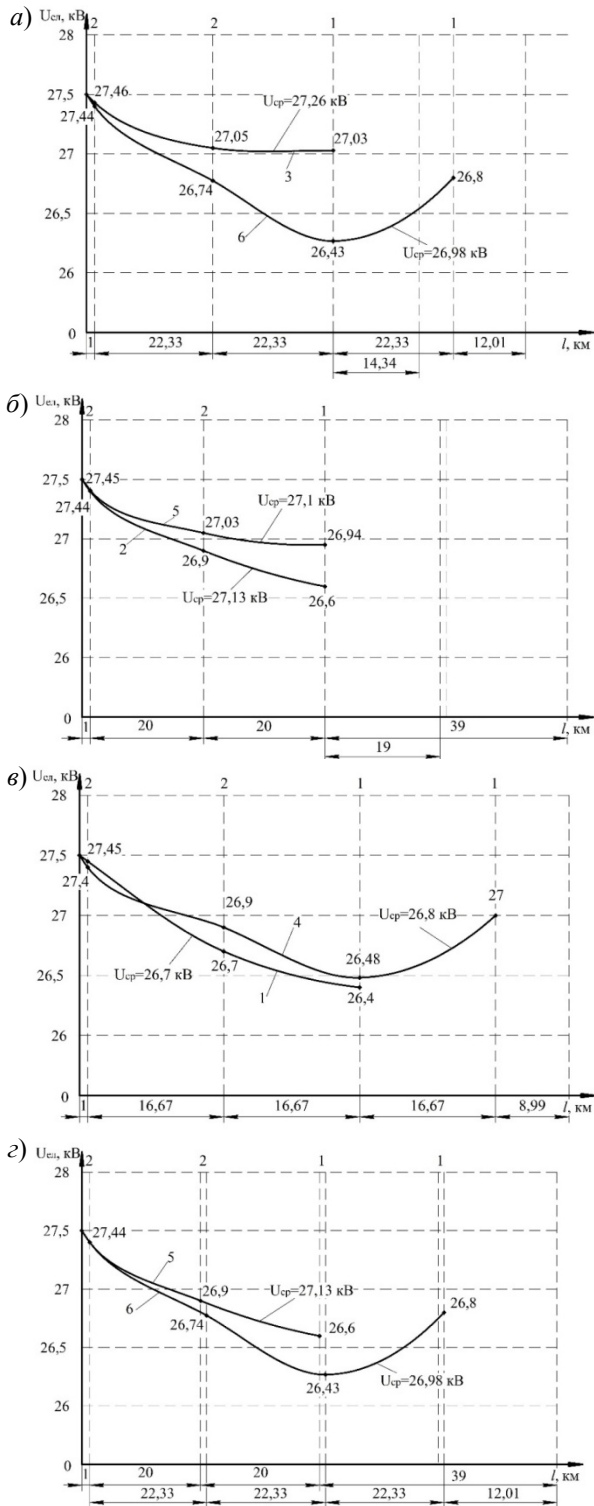 а) Uел, кВ
2 2 1 1
28
27,5
27,46
27,44
Uср=27,26 кВ
27,05
27,03
27
3
26,74
26,8
26,5
6
26,43
Uср=26,98 кВ
26
0
l, км
1 22,33 22,33 22,33 12,01
14,34
б) Uел, кВ
2 2 1
28
27,5
27,45
27,44
5
Uср=27,1 кВ
27,03
26,94
27
2
26,9
Uср=27,13 кВ
26,6
26,5
26
0
l, км
1 20 20 39
19
в) Uел, кВ
2 2 1 1
28
27,5
27,45
27,4
27
26,9
4
Uср=26,8 кВ
27
26,48
Uср=26,7 кВ
26,7
26,5
1
26,4
26
0
l, км
1 16,67 16,67 16,67 8,99
г) Uел, кВ
2 2 1 1
28
27,5
27,44
5
26,9
Uср=27,13 кВ
27
6
26,74
26,6
26,8
26,5
26,43
Uср=26,98 кВ
26
0
l, км
1 20 20 39
22,33 22,33 22,33 12,01